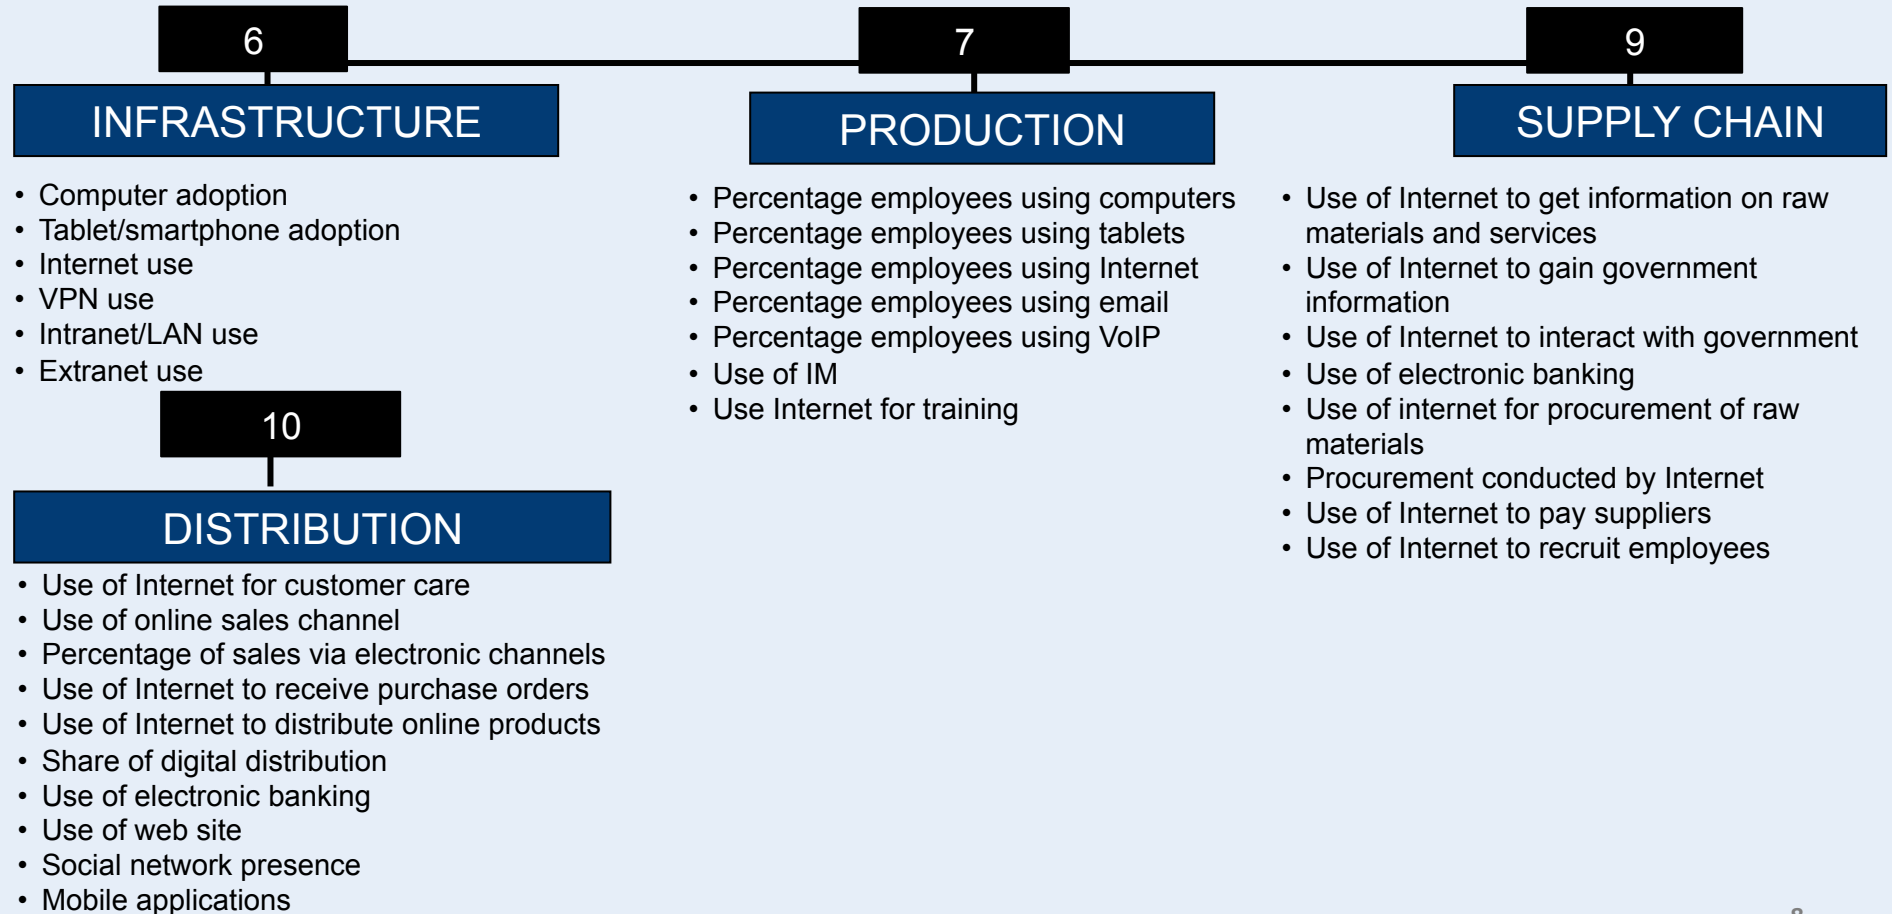 6
INFRASTRUCTURE
• Computer adoption
• Tablet/smartphone adoption
• Internet use
• VPN use
• Intranet/LAN use
• Extranet use
7
PRODUCTION
• Percentage employees using computers
• Percentage employees using tablets
• Percentage employees using Internet
• Percentage employees using email
• Percentage employees using VoIP
• Use of IM
• Use Internet for training
9
SUPPLY CHAIN
• Use of Internet to get information on raw
materials and services
• Use of Internet to gain government
information
• Use of Internet to interact with government
• Use of electronic banking
• Use of internet for procurement of raw
materials
• Procurement conducted by Internet
• Use of Internet to pay suppliers
• Use of Internet to recruit employees
10
DISTRIBUTION
• Use of Internet for customer care
• Use of online sales channel
• Percentage of sales via electronic channels
• Use of Internet to receive purchase orders
• Use of Internet to distribute online products
• Share of digital distribution
• Use of electronic banking
• Use of web site
• Social network presence
• Mobile applications